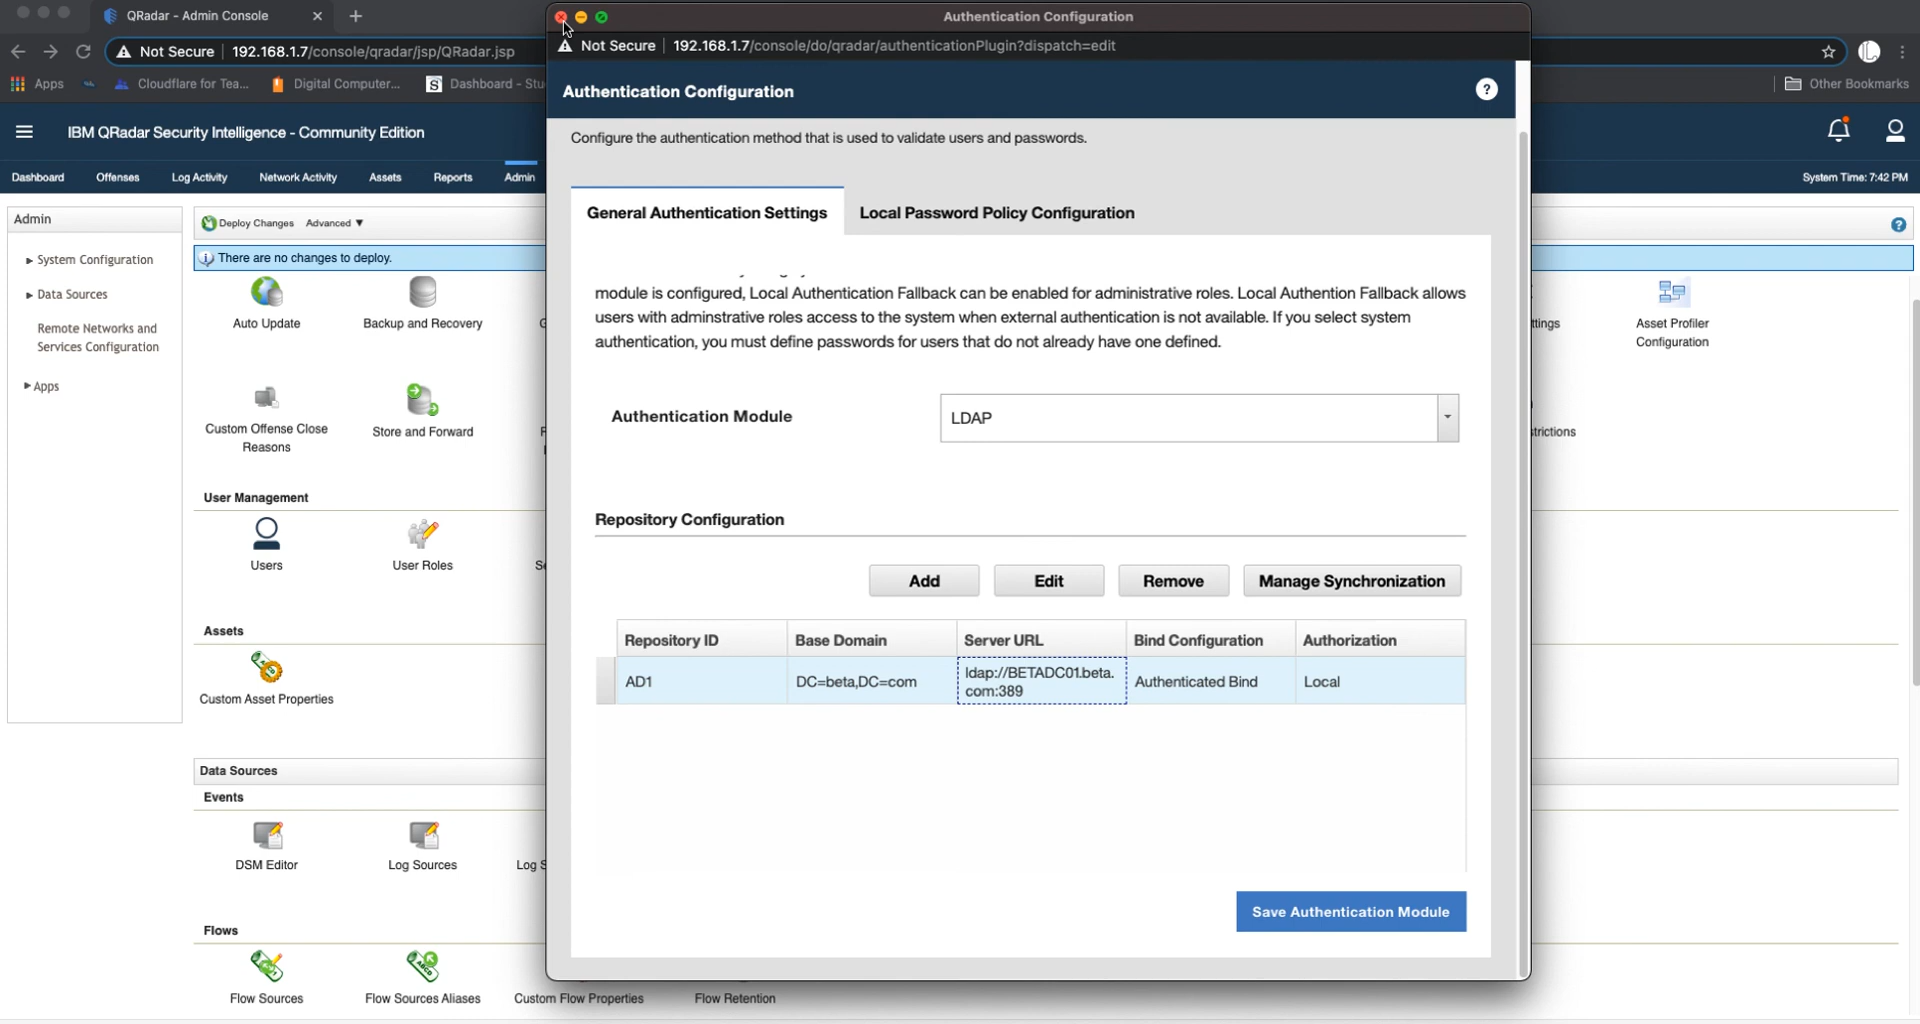 QRadar - Admin Console
Authentication Configuration
Not Secure 192.168.1.7/console/qradar/jsp/QRadar.jsp
Not Secure 192.168.1.7/console/do/qradar/authenticationPlugin?dispatch=edit
Apps
Cloudflare for Tea...
Digital Computer...
Dashboard - Stu
Other Bookmarks
Authentication Configuration
?
IBM QRadar Security Intelligence - Community Edition
Configure the authentication method that is used to validate users and passwords.
Dashboard Offenses Log Activity Network Activity Assets Reports Admin
System Time: 7:42 PM
Admin
System Configuration
Data Sources
Remote Networks and
Services Configuration
Apps
Deploy Changes Advanced ▼
?
There are no changes to deploy.
Auto Update
Backup and Recovery
ttings
Asset Profiler
Configuration
Custom Offense Close
Reasons
Store and Forward
strictions
User Management
Users
User Roles
Assets
Custom Asset Properties
Data Sources
Events
DSM Editor
Log Sources
Log S
Flows
Flow Sources
Flow Sources Aliases
Custom Flow Properties
Flow Retention
General Authentication Settings
Local Password Policy Configuration
module is configured, Local Authentication Fallback can be enabled for administrative roles. Local Authention Fallback allows
users with adminstrative roles access to the system when external authentication is not available. If you select system
authentication, you must define passwords for users that do not already have one defined.
Authentication Module
LDAP
Repository Configuration
Add
Edit
Remove
Manage Synchronization
Repository ID Base Domain Server URL Bind Configuration Authorization
AD1 DC=beta,DC=com ldap://BETADC01.beta. Authenticated Bind Local
com:389
Save Authentication Module